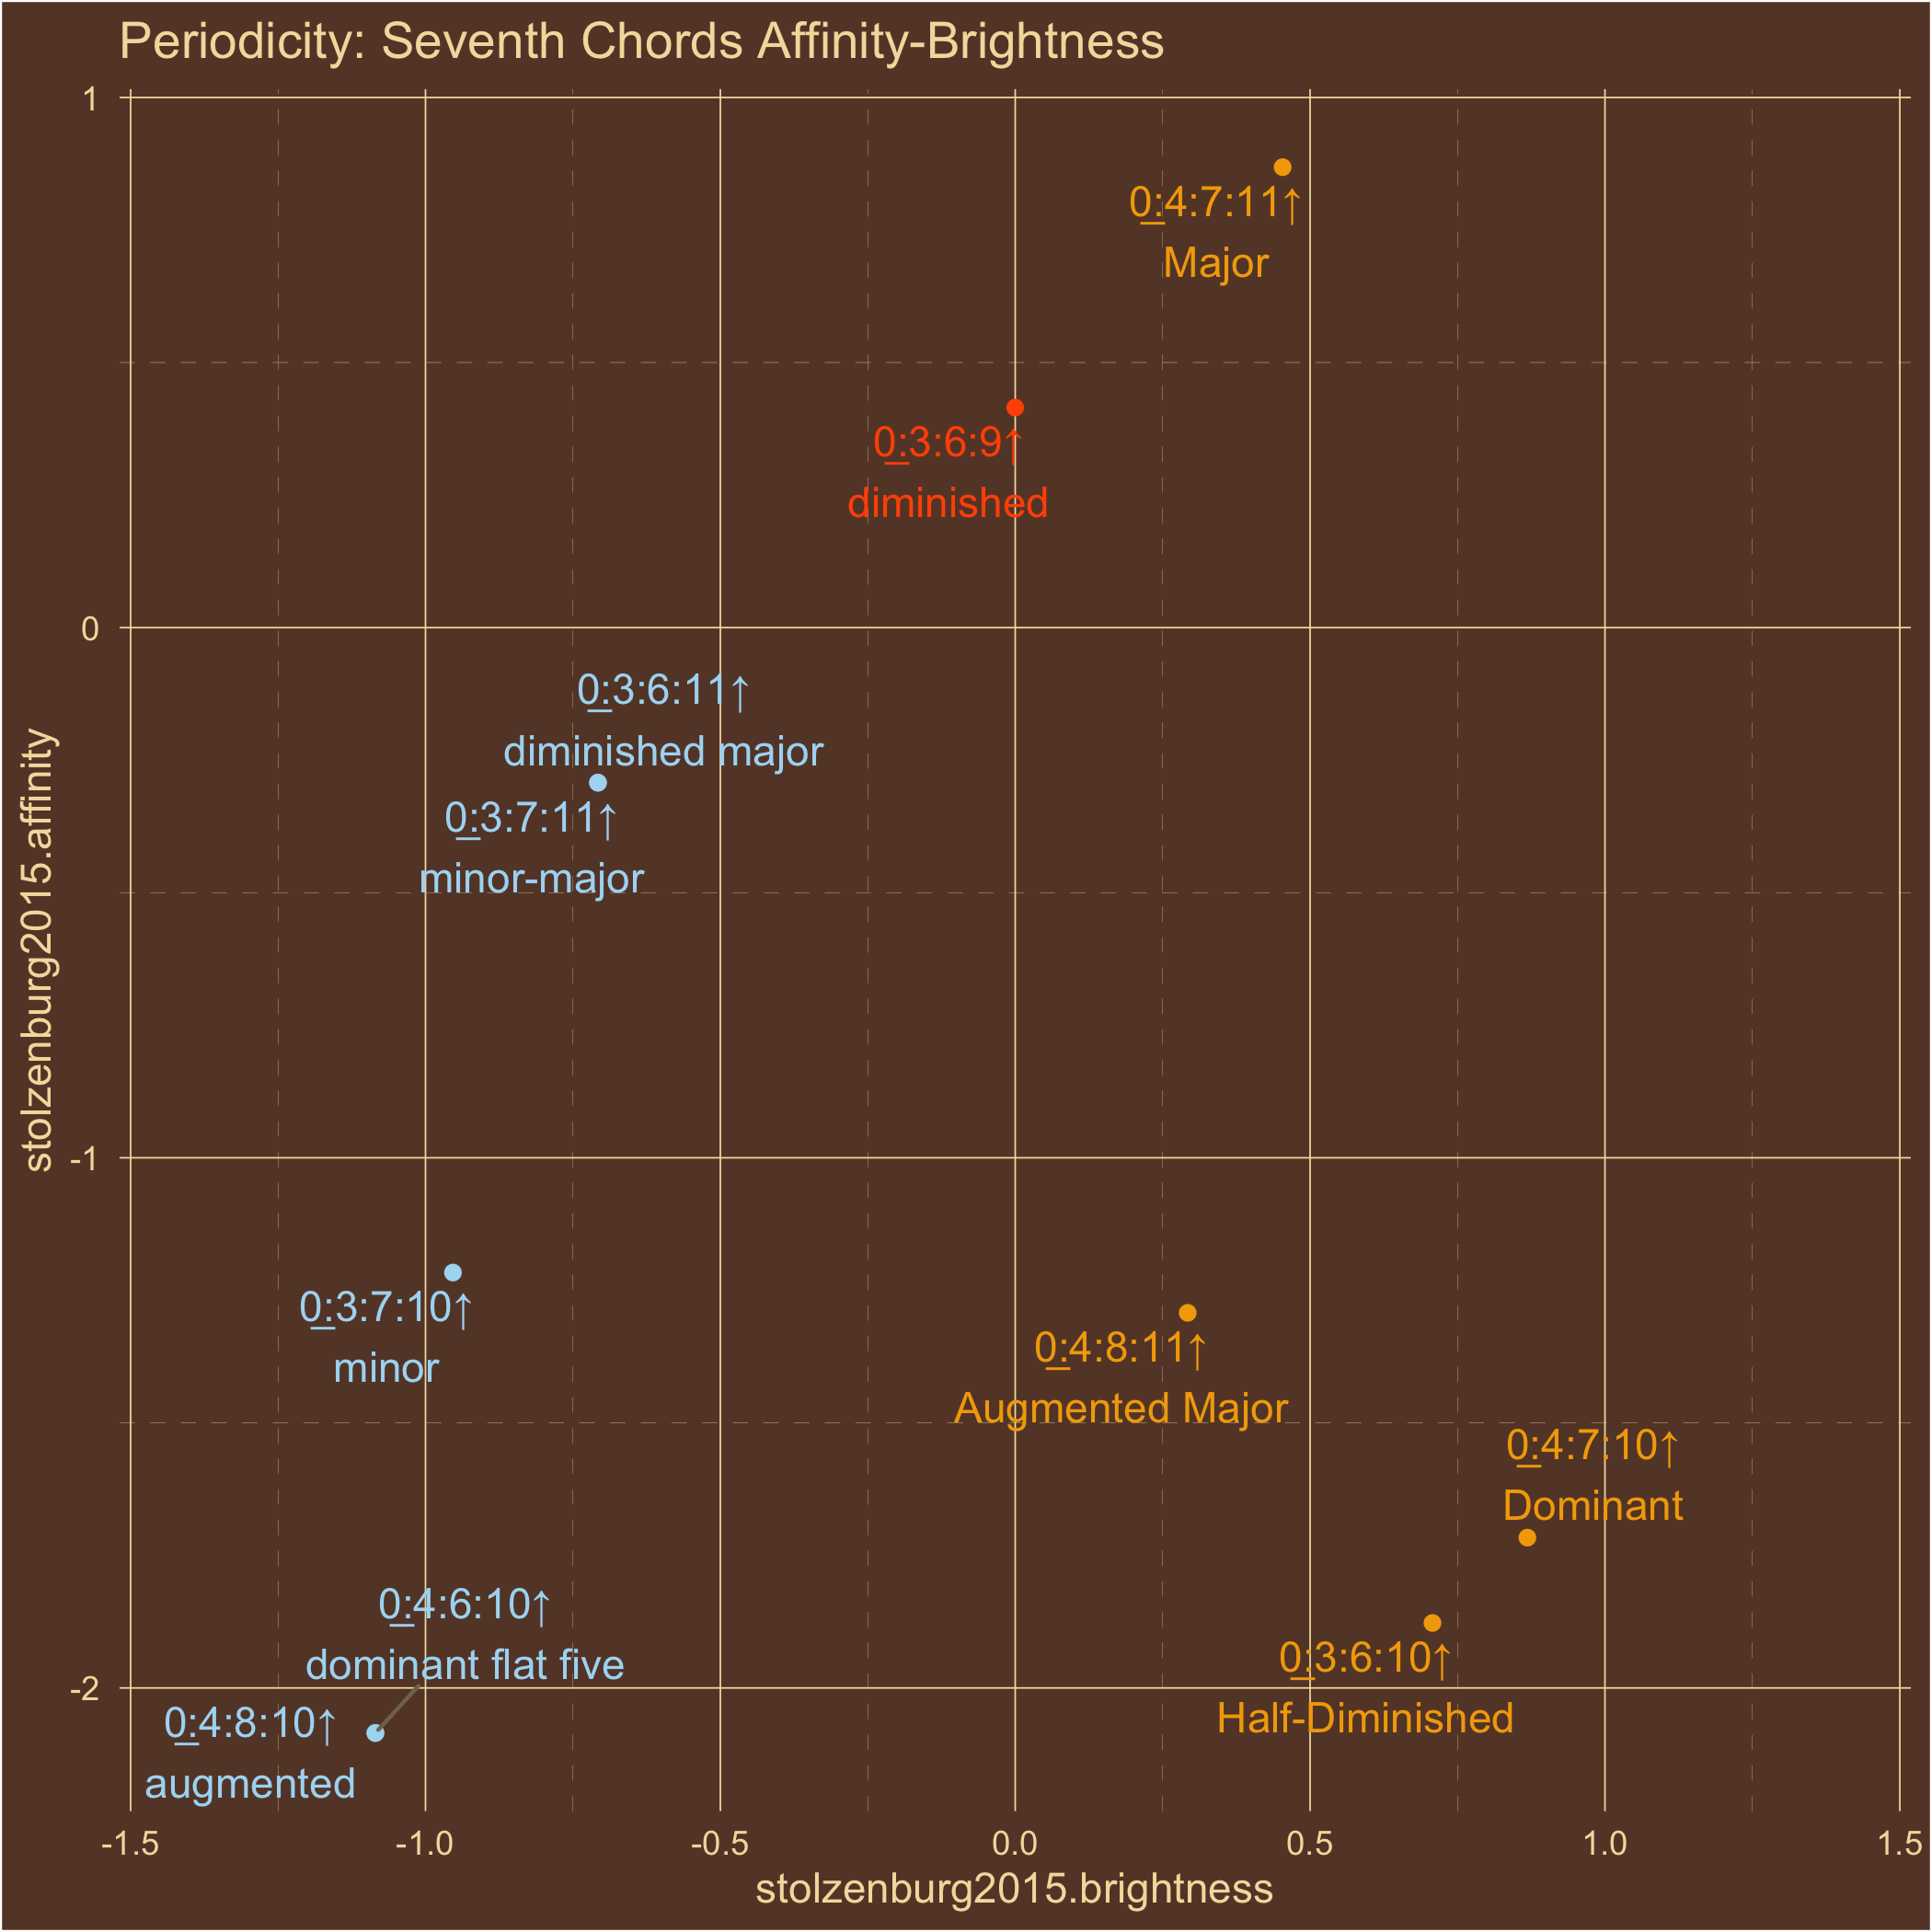 Periodicity: Seventh Chords Affinity-Brightness
1
0:4:7:11↑
Major
0:3:6:9↑
diminished
0
0:3:6:11↑
diminished major
0:3:7:11↑
minor-major
stolzenburg2015.affinity
-1
0:3:7:10↑
minor
0:4:8:11↑
Augmented Major
0:4:7:10↑
Dominant
0:4:6:10↑
dominant flat five
0:3:6:10↑
Half-Diminished
-2
0:4:8:10↑
augmented
-1.5 -1.0 -0.5 0.0 0.5 1.0 1.5
stolzenburg2015.brightness